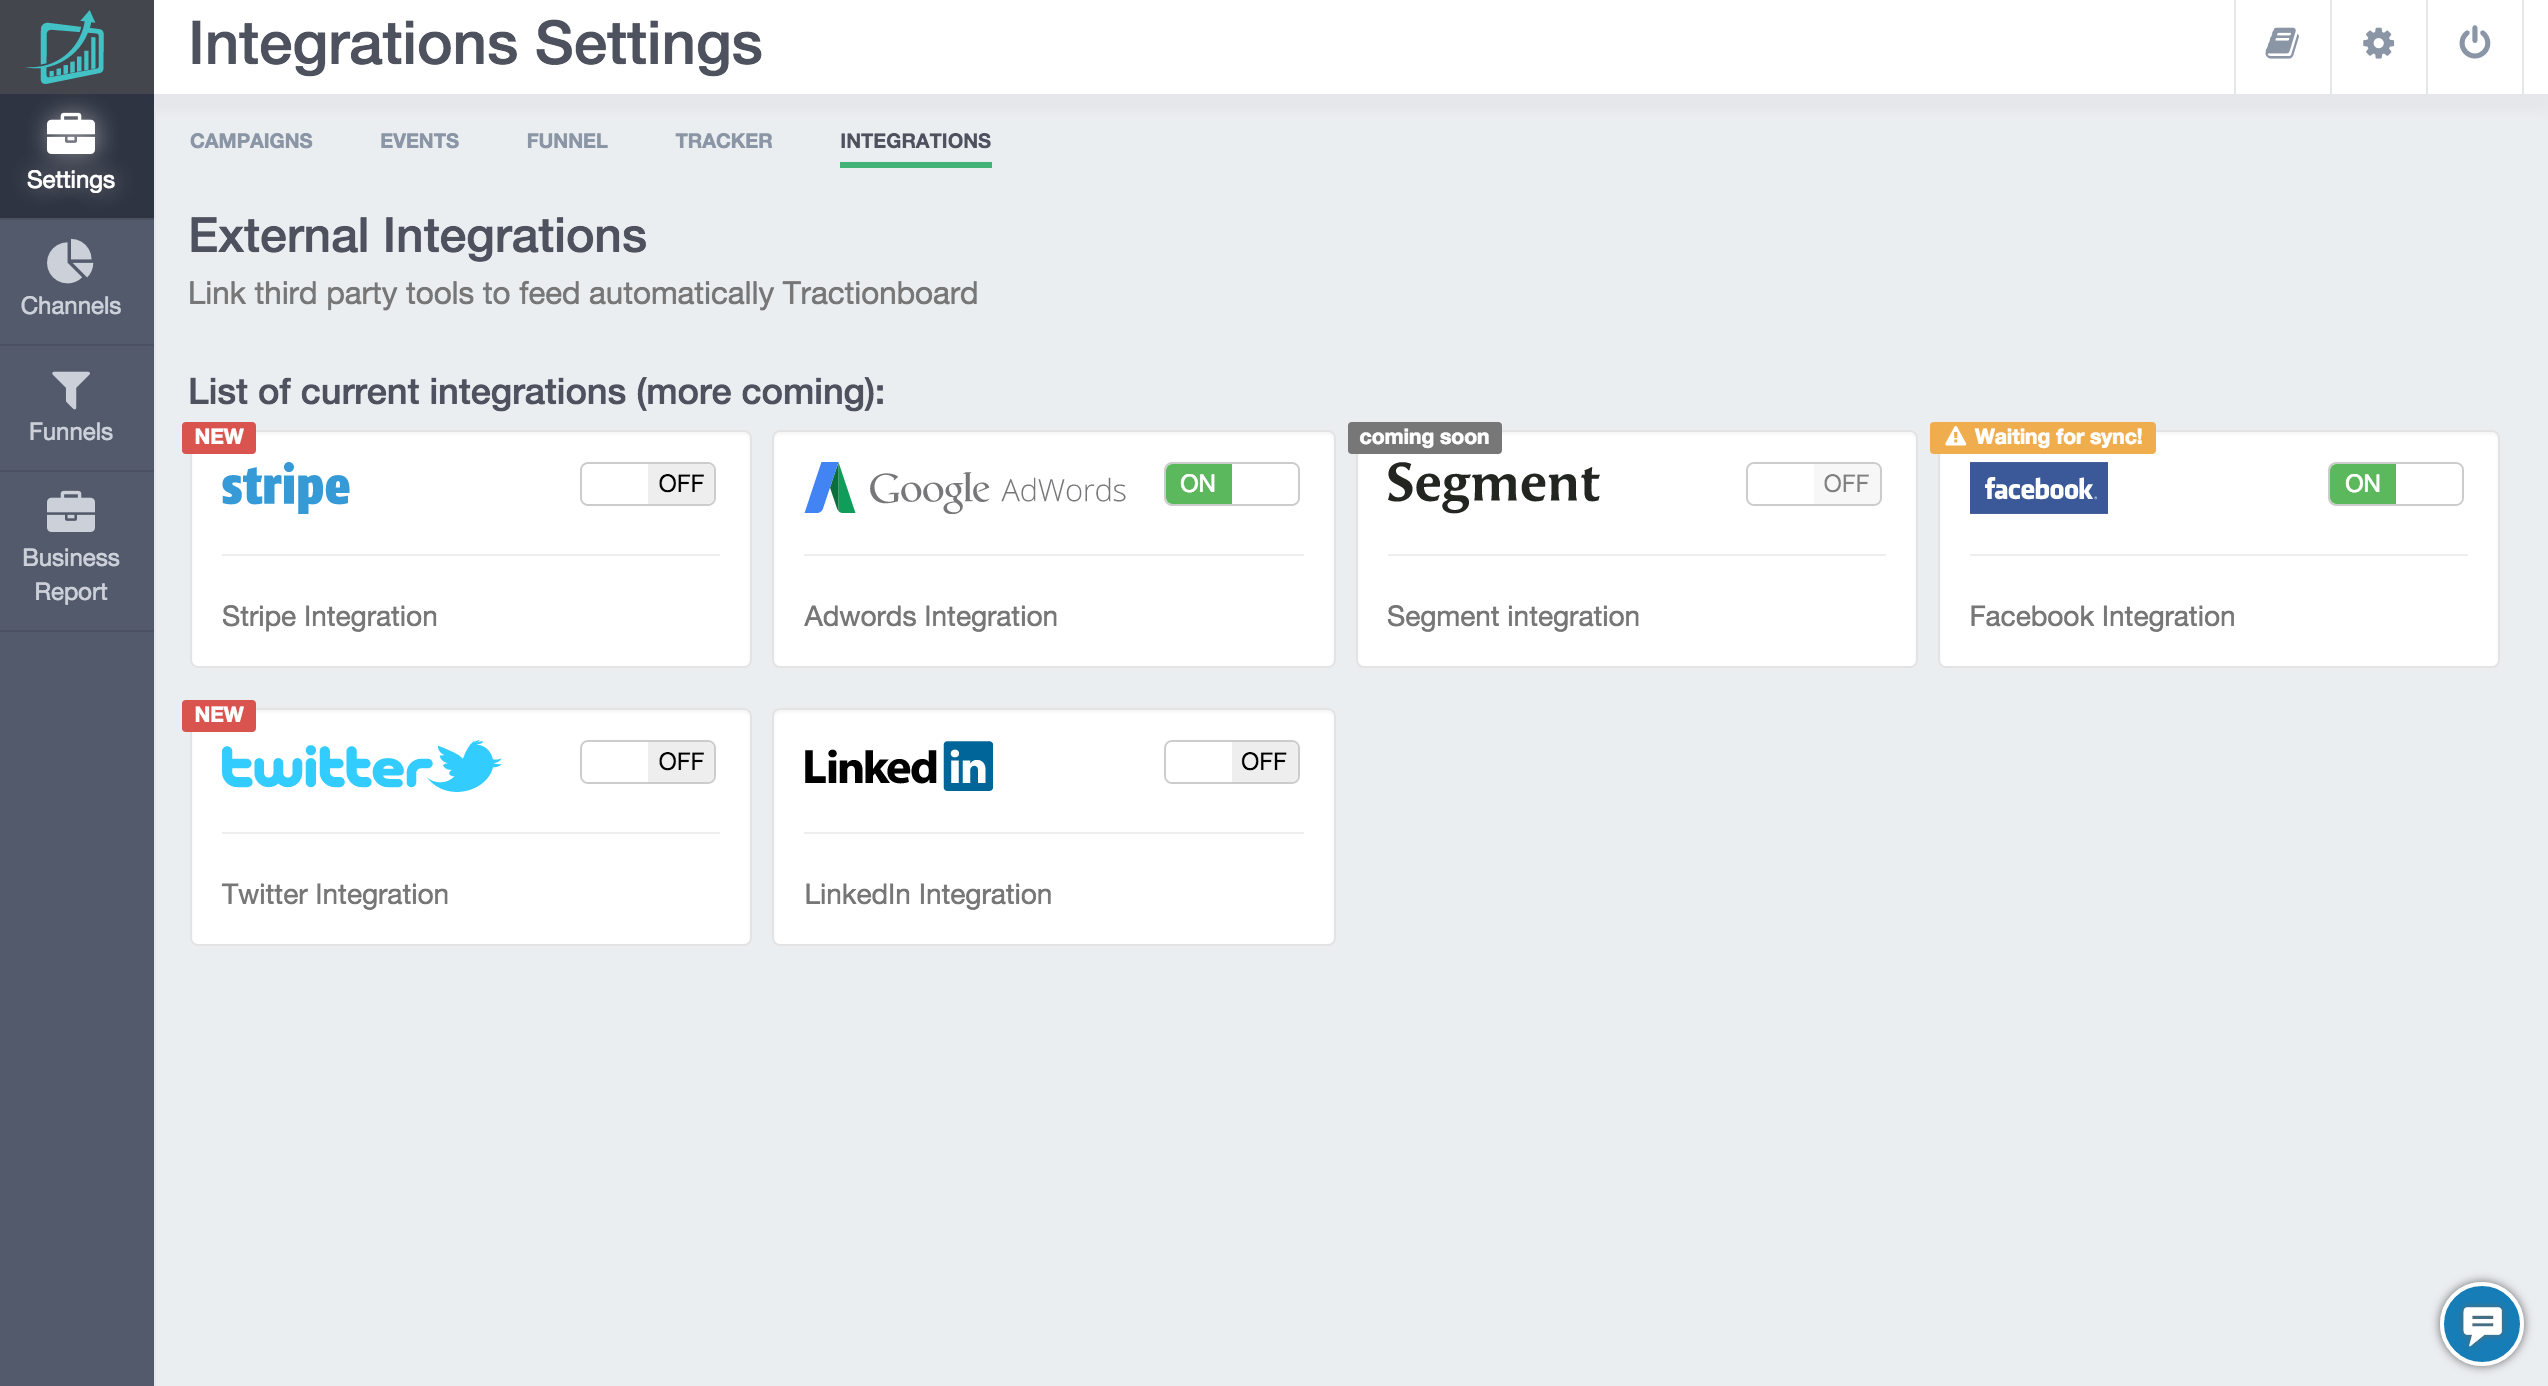 Integrations Settings
Settings
Channels
Funnels
Business
Report
CAMPAIGNS EVENTS FUNNEL TRACKER INTEGRATIONS
External Integrations
Link third party tools to feed automatically Tractionboard
List of current integrations (more coming):
NEW
stripe OFF
Stripe Integration
Google AdWords ON
Adwords Integration
coming soon
Segment OFF
Segment integration
Waiting for sync!
facebook. ON
Facebook Integration
NEW
twitter OFF
Twitter Integration
Linked in OFF
LinkedIn Integration